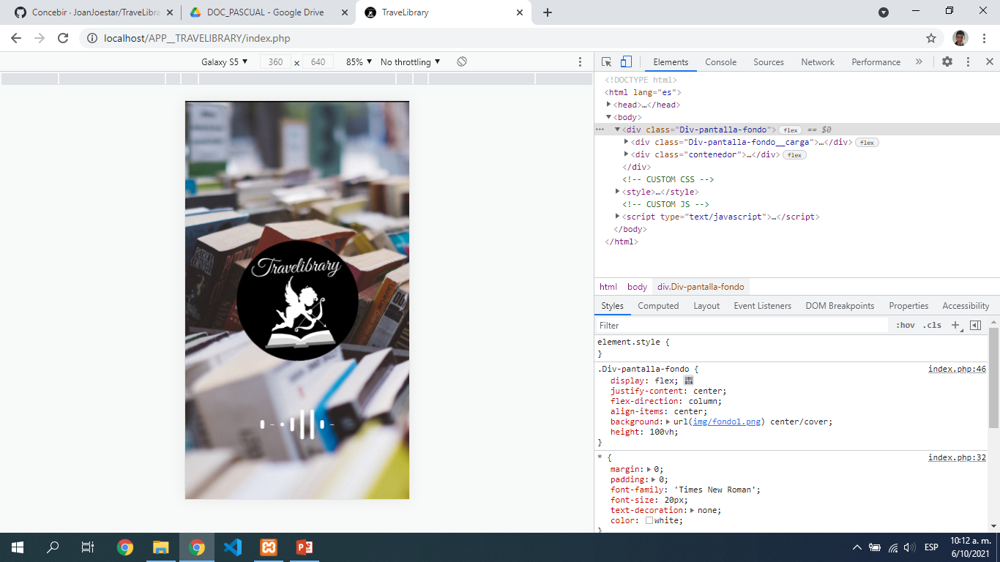 Concebir · JoanJoestar/TraveLibra
DOC_PASCUAL - Google Drive
TraveLibrary
localhost/APP__TRAVELIBRARY/index.php
Galaxy S5 ▼ 360 × 640 85% ▼ No throttling ▼
Elements Console Sources Network Performance »
<!DOCTYPE html>
<html lang="es">
▶<head>…</head>
▼<body>
··· ▼<div class="Div-pantalla-fondo"> flex == $0
▶<div class="Div-pantalla-fondo__carga">…</div> flex
▶<div class="contenedor">…</div> flex
</div>
<!-- CUSTOM CSS -->
▶<style>…</style>
<!-- CUSTOM JS -->
▶<script type="text/javascript">…</script>
</body>
</html>
Travelibrary
PATRICIA
CORNWELL
html body div.Div-pantalla-fondo
Styles Computed Layout Event Listeners DOM Breakpoints Properties Accessibility
Filter :hov .cls +
element.style {
}
.Div-pantalla-fondo { index.php:46
display: flex;
justify-content: center;
flex-direction: column;
align-items: center;
background: ▶ url(img/fondo1.png) center/cover;
height: 100vh;
}
* { index.php:32
margin: ▶ 0;
padding: ▶ 0;
font-family: 'Times New Roman';
font-size: 20px;
text-decoration: ▶ none;
color: white;
}
ESP
10:12 a. m.
6/10/2021